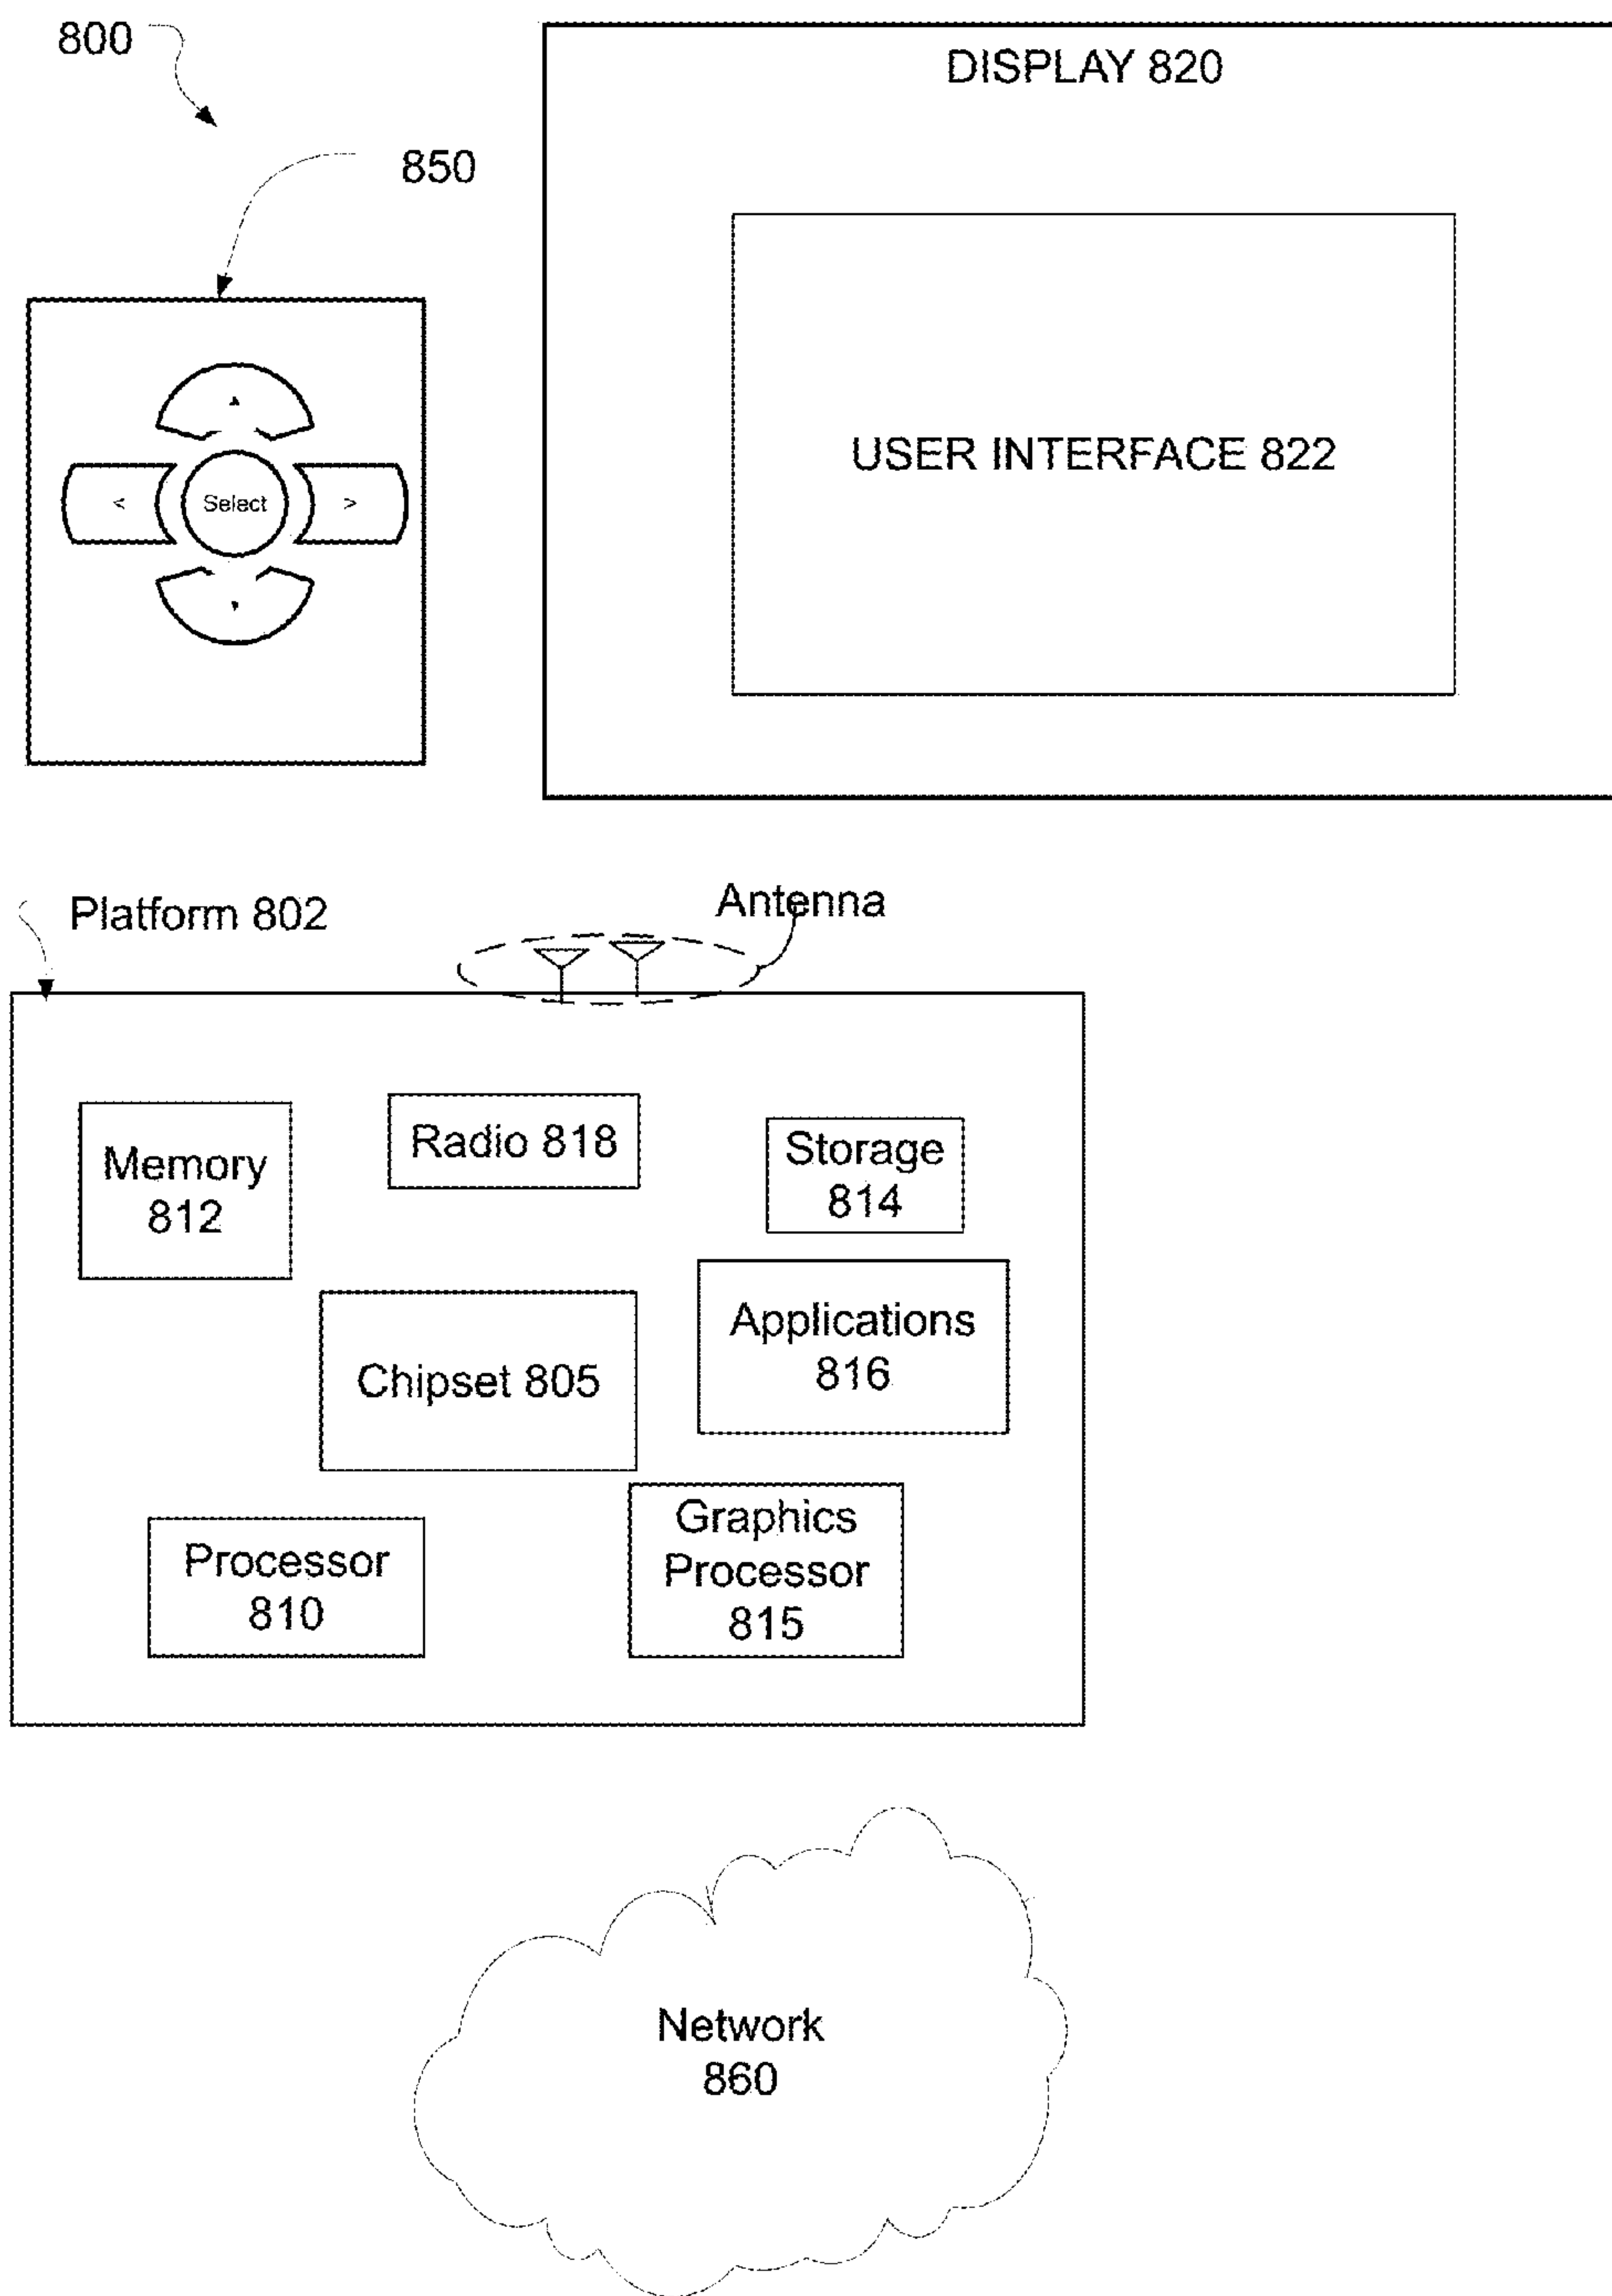 800
DISPLAY 820
850
USER INTERFACE 822
<
Select
>
Platform 802
Antenna
Memory
812
Radio 818
Storage
814
Chipset 805
Applications
816
Processor
810
Graphics
Processor
815
Network
860